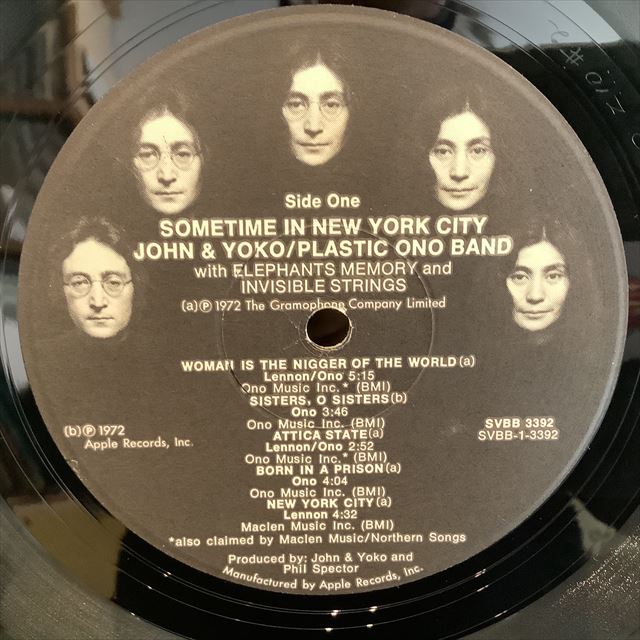 Side One
SOMETIME IN NEW YORK CITY
JOHN & YOKO/PLASTIC ONO BAND
with ELEPHANTS MEMORY and
INVISIBLE STRINGS
(a)Ⓟ 1972 The Gramophone Company Limited
WOMAN IS THE NIGGER OF THE WORLD(a)
Lennon/Ono 5:15
Ono Music Inc.* (BMI)
SISTERS, O SISTERS(b)
Ono 3:46
Ono Music Inc. (BMI)
ATTICA STATE(a)
Lennon/Ono 2:52
Ono Music Inc.* (BMI)
BORN IN A PRISON(a)
Ono 4:04
Ono Music Inc. (BMI)
NEW YORK CITY(a)
Lennon 4:32
Maclen Music Inc. (BMI)
*also claimed by Maclen Music/Northern Songs
Produced by: John & Yoko and
Phil Spector
Manufactured by Apple Records, Inc.
(b)Ⓟ 1972
Apple Records, Inc.
SVBB 3392
SVBB-1-3392